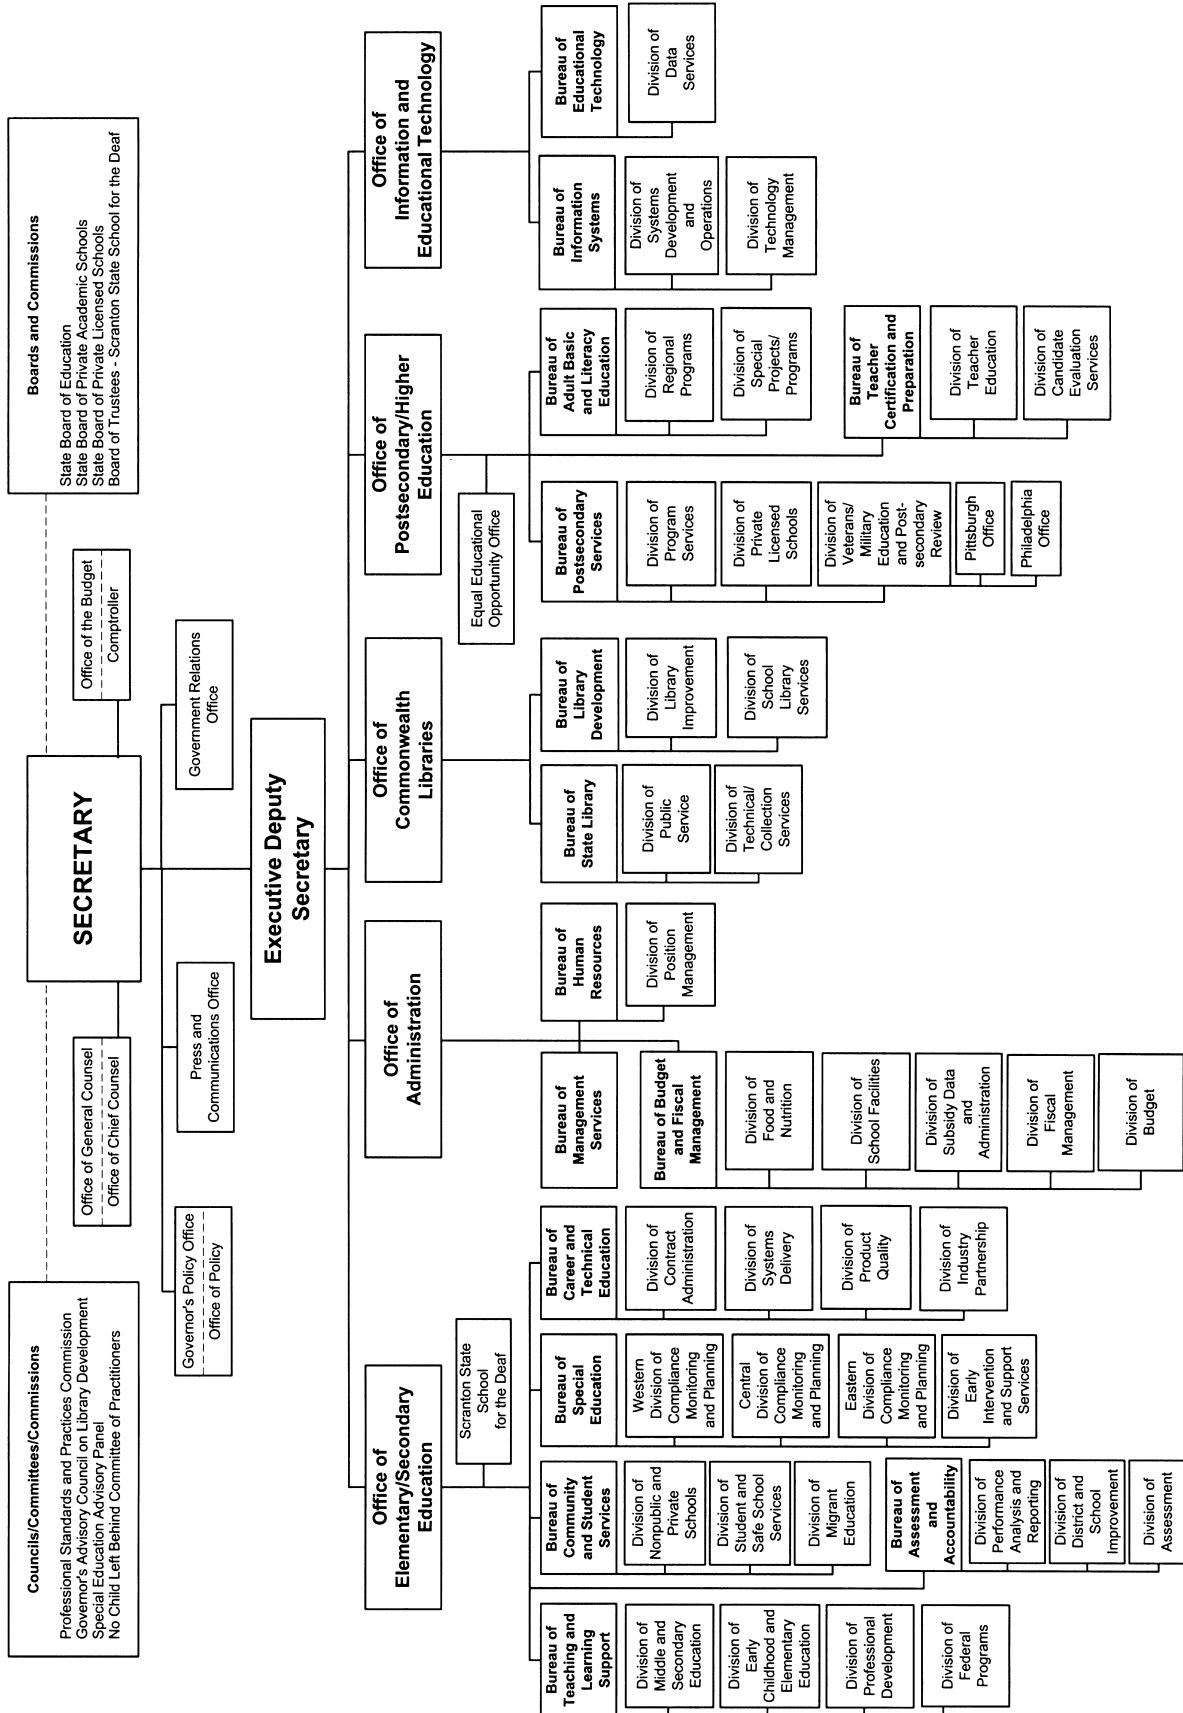 Councils/Committees/Commissions
Professional Standards and Practices Commission
Governor's Advisory Council on Library Development
Special Education Advisory Panel
No Child Left Behind Committee of Practitioners
SECRETARY
Boards and Commissions
State Board of Education
State Board of Private Academic Schools
State Board of Private Licensed Schools
Board of Trustees - Scranton State School for the Deaf
Office of General Counsel
Office of Chief Counsel
Office of the Budget
Comptroller
Governor's Policy Office
Office of Policy
Press and
Communications Office
Government Relations
Office
Executive Deputy
Secretary
Office of
Elementary/Secondary
Education
Office of
Administration
Office of
Commonwealth
Libraries
Office of
Postsecondary/Higher
Education
Office of
Information and
Educational Technology
Scranton State
School
for the Deaf
Equal Educational
Opportunity Office
Bureau of
Teaching and
Learning
Support
Division of
Middle and
Secondary
Education
Division of
Early
Childhood and
Elementary
Education
Division of
Professional
Development
Division of
Federal
Programs
Bureau of
Community
and Student
Services
Division of
Nonpublic and
Private
Schools
Division of
Student and
Safe School
Services
Division of
Migrant
Education
Bureau of
Assessment
and
Accountability
Division of
Performance
Analysis and
Reporting
Division of
District and
School
Improvement
Division of
Assessment
Bureau of
Special
Education
Western
Division of
Compliance
Monitoring
and Planning
Central
Division of
Compliance
Monitoring
and Planning
Eastern
Division of
Compliance
Monitoring
and Planning
Division of
Early
Intervention
and Support
Services
Bureau of
Career and
Technical
Education
Division of
Contract
Administration
Division of
Systems
Delivery
Division of
Product
Quality
Division of
Industry
Partnership
Bureau of
Management
Services
Bureau of Budget
and Fiscal
Management
Division of
Food and
Nutrition
Division of
School Facilities
Division of
Subsidy Data
and
Administration
Division of
Fiscal
Management
Division of
Budget
Bureau of
Human
Resources
Division of
Position
Management
Bureau of
State Library
Division of
Public
Service
Division of
Technical/
Collection
Services
Bureau of
Library
Development
Division of
Library
Improvement
Division of
School
Library
Services
Bureau of
Postsecondary
Services
Division of
Program
Services
Division of
Private
Licensed
Schools
Division of
Veterans/
Military
Education
and Post-
secondary
Review
Pittsburgh
Office
Philadelphia
Office
Bureau of
Adult Basic
and Literacy
Education
Division of
Regional
Programs
Division of
Special
Projects/
Programs
Bureau of
Teacher
Certification and
Preparation
Division of
Teacher
Education
Division of
Candidate
Evaluation
Services
Bureau of
Information
Systems
Division of
Systems
Development
and
Operations
Division of
Technology
Management
Bureau of
Educational
Technology
Division of
Data
Services